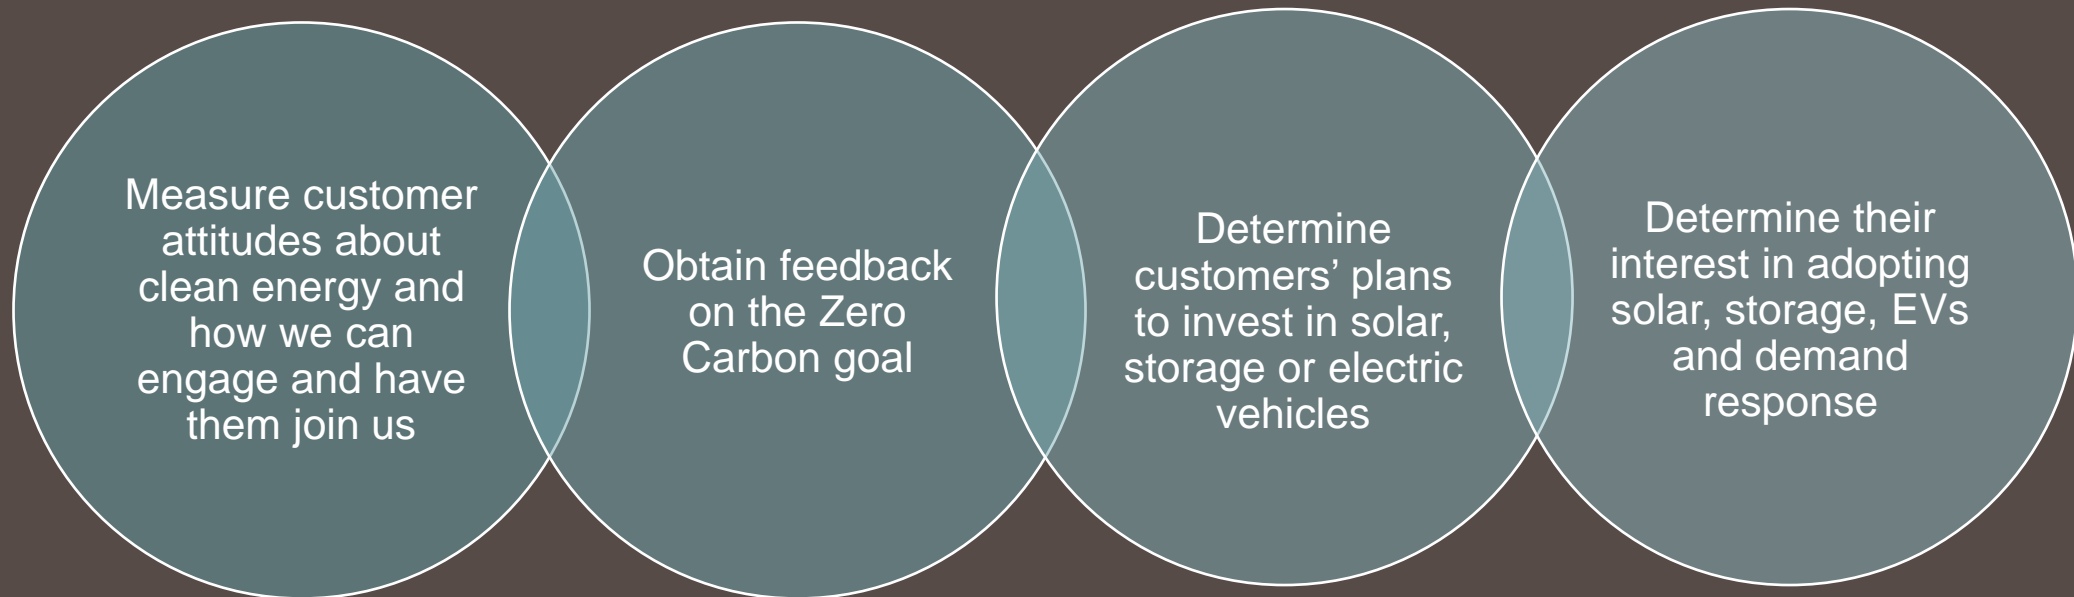 Measure customer
attitudes about
clean energy and
how we can
engage and have
them join us
Obtain feedback
on the Zero
Carbon goal
Determine
customers’ plans
to invest in solar,
storage or electric
vehicles
Determine their
interest in adopting
solar, storage, EVs
and demand
response